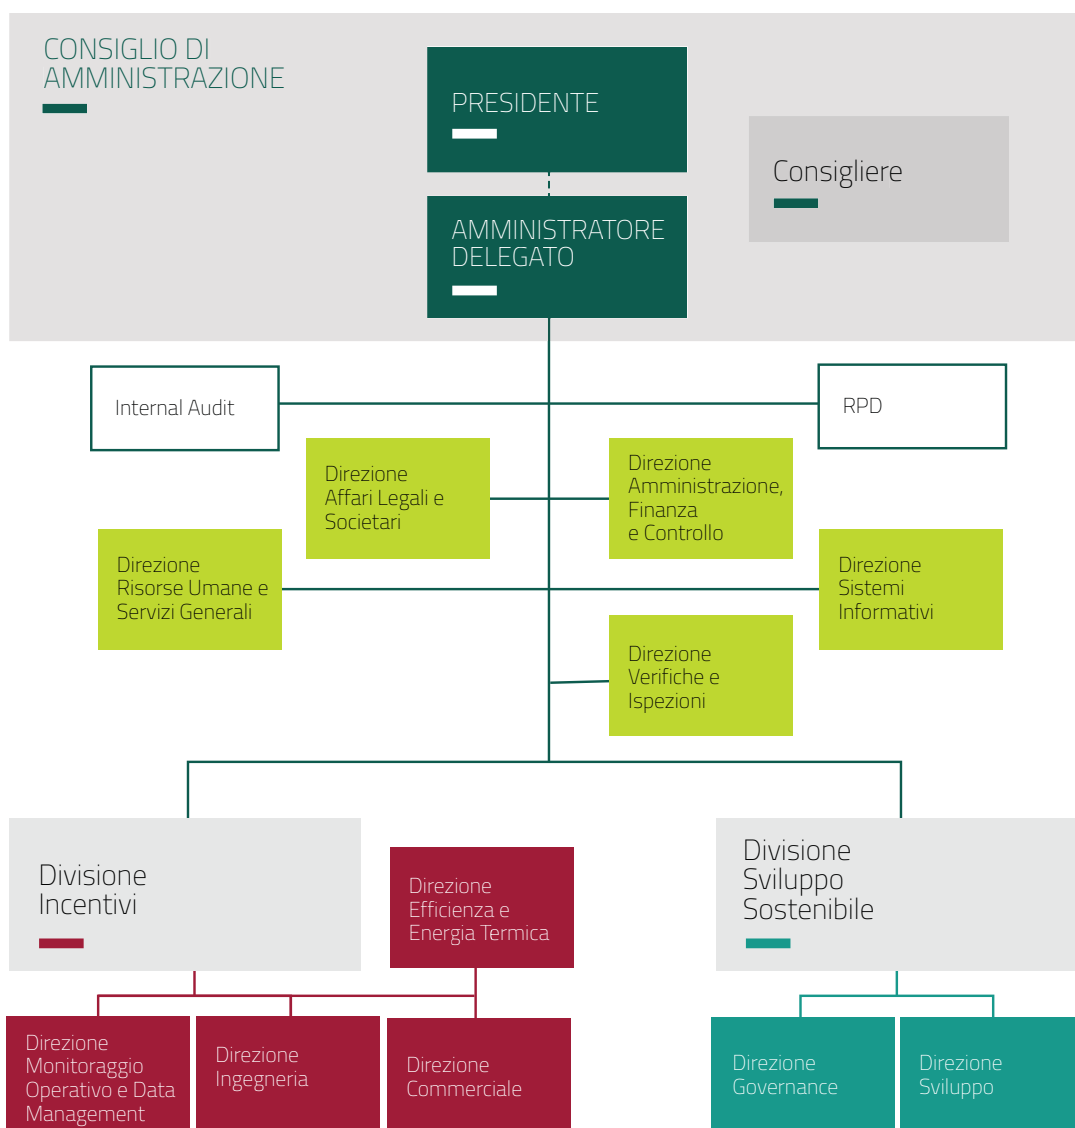 CONSIGLIO DI
AMMINISTRAZIONE
PRESIDENTE
Consigliere
AMMINISTRATORE
DELEGATO
Internal Audit
RPD
Direzione
Affari Legali e
Societari
Direzione
Amministrazione,
Finanza
e Controllo
Direzione
Risorse Umane e
Servizi Generali
Direzione
Sistemi
Informativi
Direzione
Verifiche e
Ispezioni
Divisione
Incentivi
Direzione
Efficienza e
Energia Termica
Divisione
Sviluppo
Sostenibile
Direzione
Monitoraggio
Operativo e Data
Management
Direzione
Ingegneria
Direzione
Commerciale
Direzione
Governance
Direzione
Sviluppo